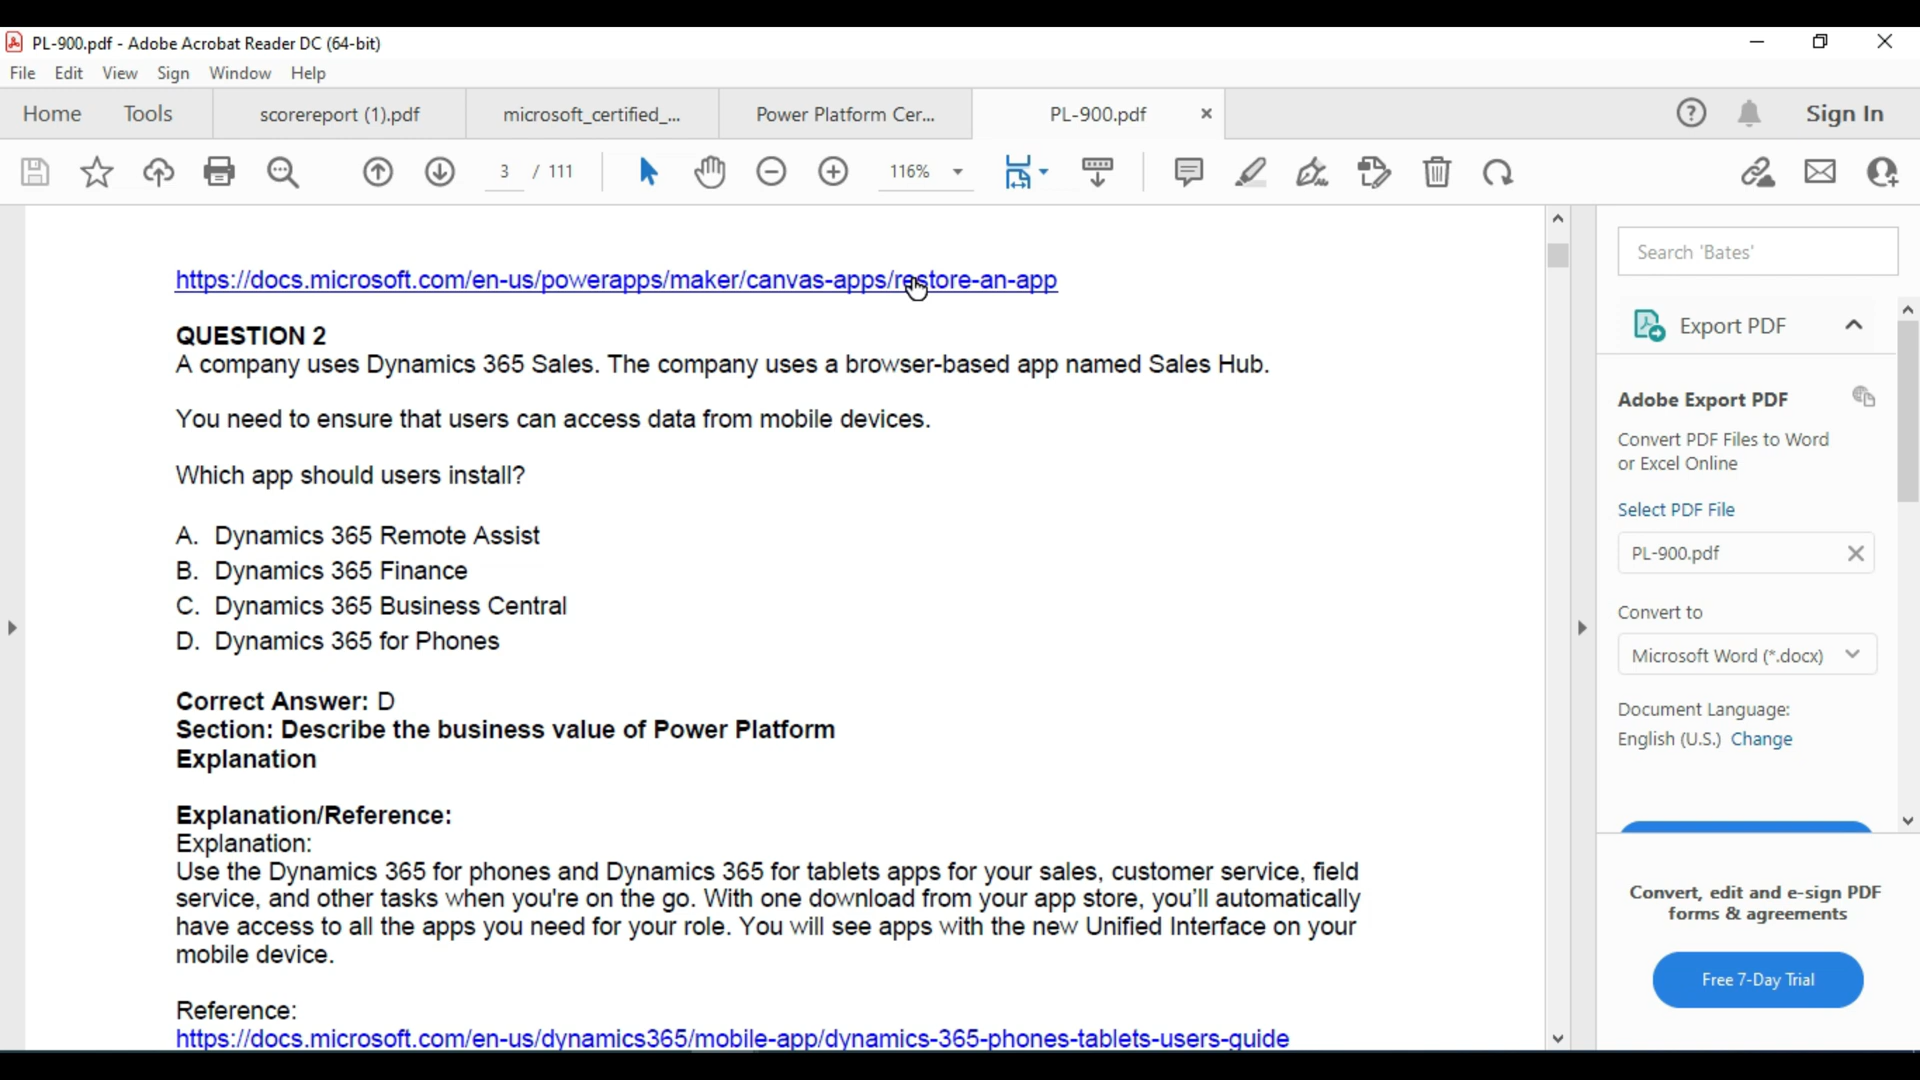 PL-900.pdf - Adobe Acrobat Reader DC (64-bit)
File Edit View Sign Window Help
Home Tools scorereport (1).pdf microsoft_certified_... Power Platform Cer... PL-900.pdf Sign In
3 / 111 116%
https://docs.microsoft.com/en-us/powerapps/maker/canvas-apps/restore-an-app
QUESTION 2
A company uses Dynamics 365 Sales. The company uses a browser-based app named Sales Hub.
You need to ensure that users can access data from mobile devices.
Which app should users install?
A. Dynamics 365 Remote Assist
B. Dynamics 365 Finance
C. Dynamics 365 Business Central
D. Dynamics 365 for Phones
Correct Answer: D
Section: Describe the business value of Power Platform
Explanation
Explanation/Reference:
Explanation:
Use the Dynamics 365 for phones and Dynamics 365 for tablets apps for your sales, customer service, field
service, and other tasks when you're on the go. With one download from your app store, you’ll automatically
have access to all the apps you need for your role. You will see apps with the new Unified Interface on your
mobile device.
Reference:
https://docs.microsoft.com/en-us/dynamics365/mobile-app/dynamics-365-phones-tablets-users-guide
Search 'Bates'
Export PDF
Adobe Export PDF
Convert PDF Files to Word
or Excel Online
Select PDF File
PL-900.pdf
Convert to
Microsoft Word (*.docx)
Document Language:
English (U.S.) Change
Convert, edit and e-sign PDF
forms & agreements
Free 7-Day Trial